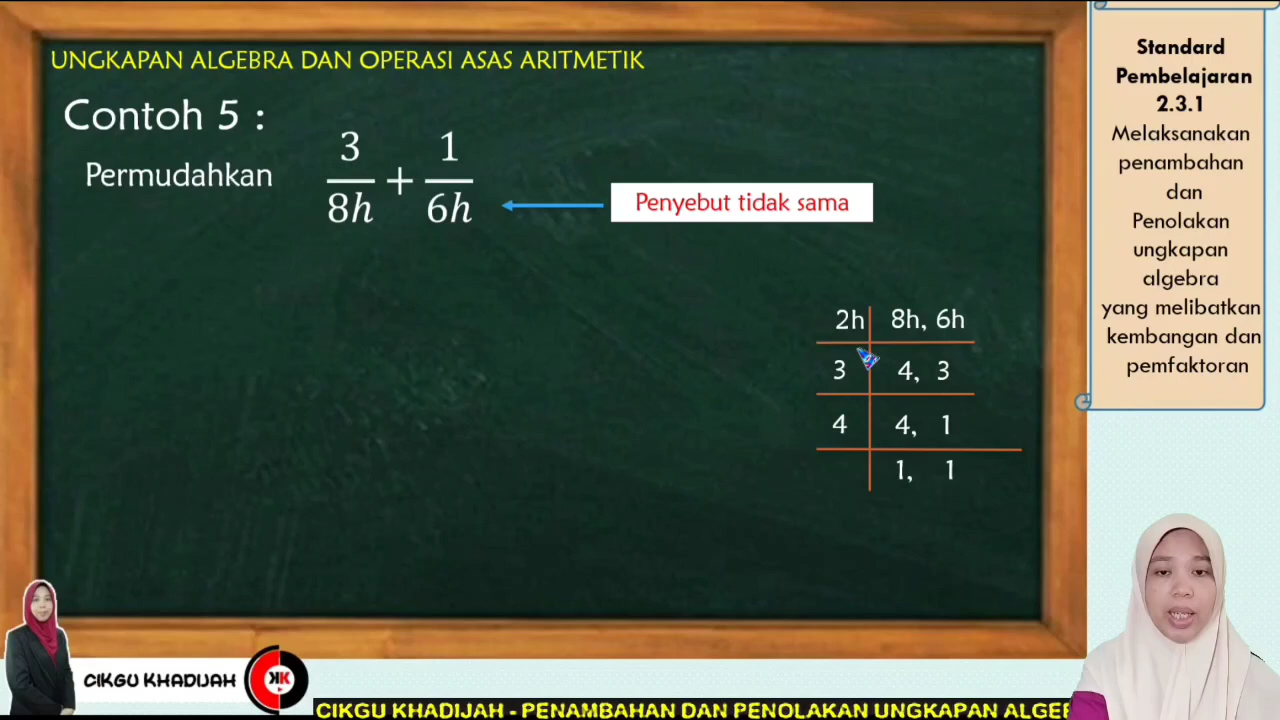 UNGKAPAN ALGEBRA DAN OPERASI ASAS ARITMETIK
Contoh 5 :
Permudahkan 3/8h + 1/6h
Penyebut tidak sama
2h | 8h, 6h
3 | 4, 3
4 | 4, 1
1, 1
Standard
Pembelajaran
2.3.1
Melaksanakan
penambahan
dan
Penolakan
ungkapan
algebra
yang melibatkan
kembangan dan
pemfaktoran
CIKGU KHADIJAH
KK
CIKGU KHADIJAH - PENAMBAHAN DAN PENOLAKAN UNGKAPAN ALGE